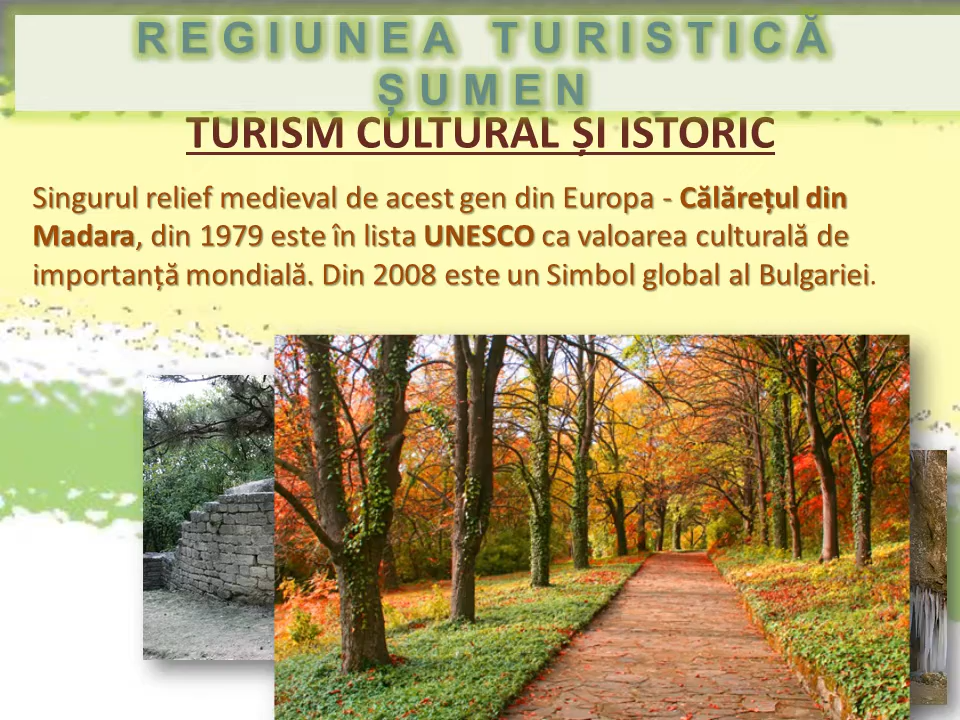 REGIUNEA TURISTICĂ
ȘUMEN
TURISM CULTURAL ȘI ISTORIC
Singurul relief medieval de acest gen din Europa - Călărețul din
Madara, din 1979 este în lista UNESCO ca valoarea culturală de
importanță mondială. Din 2008 este un Simbol global al Bulgariei.